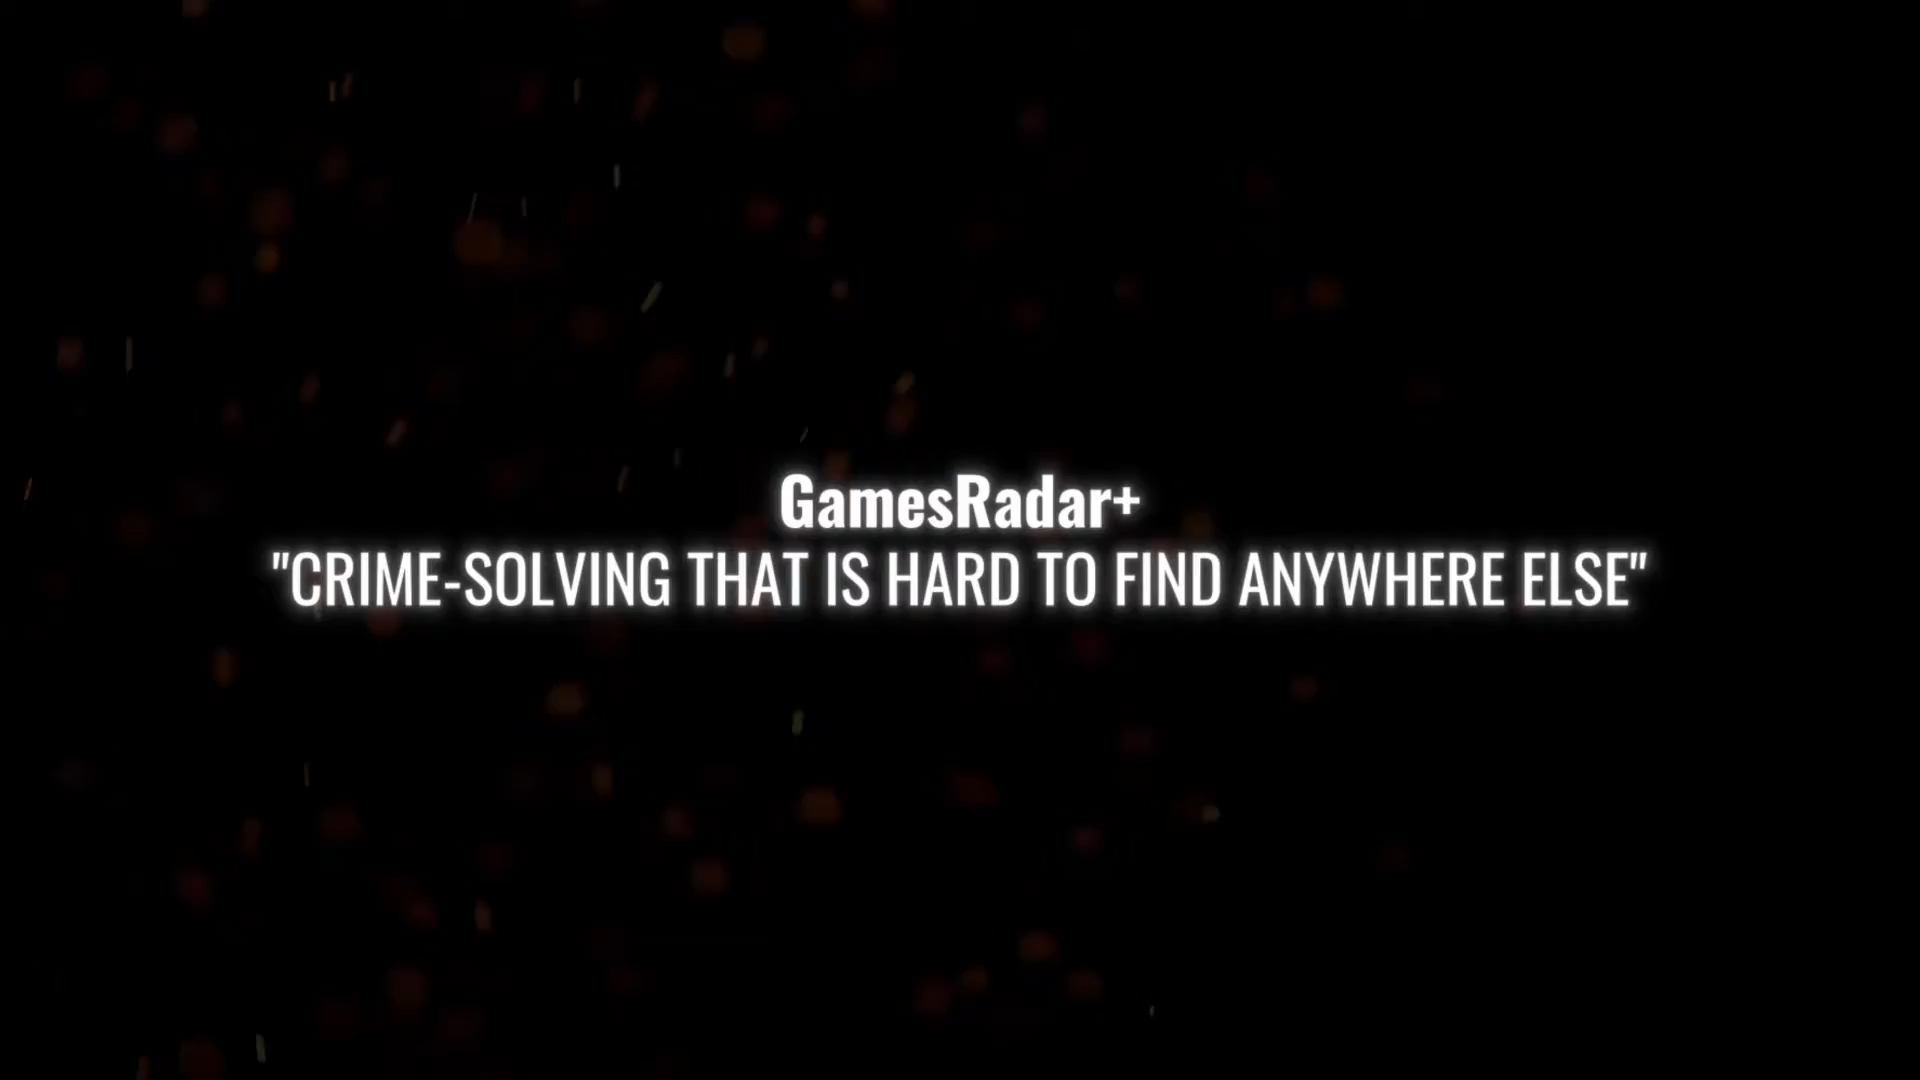 GamesRadar+
"CRIME-SOLVING THAT IS HARD TO FIND ANYWHERE ELSE"